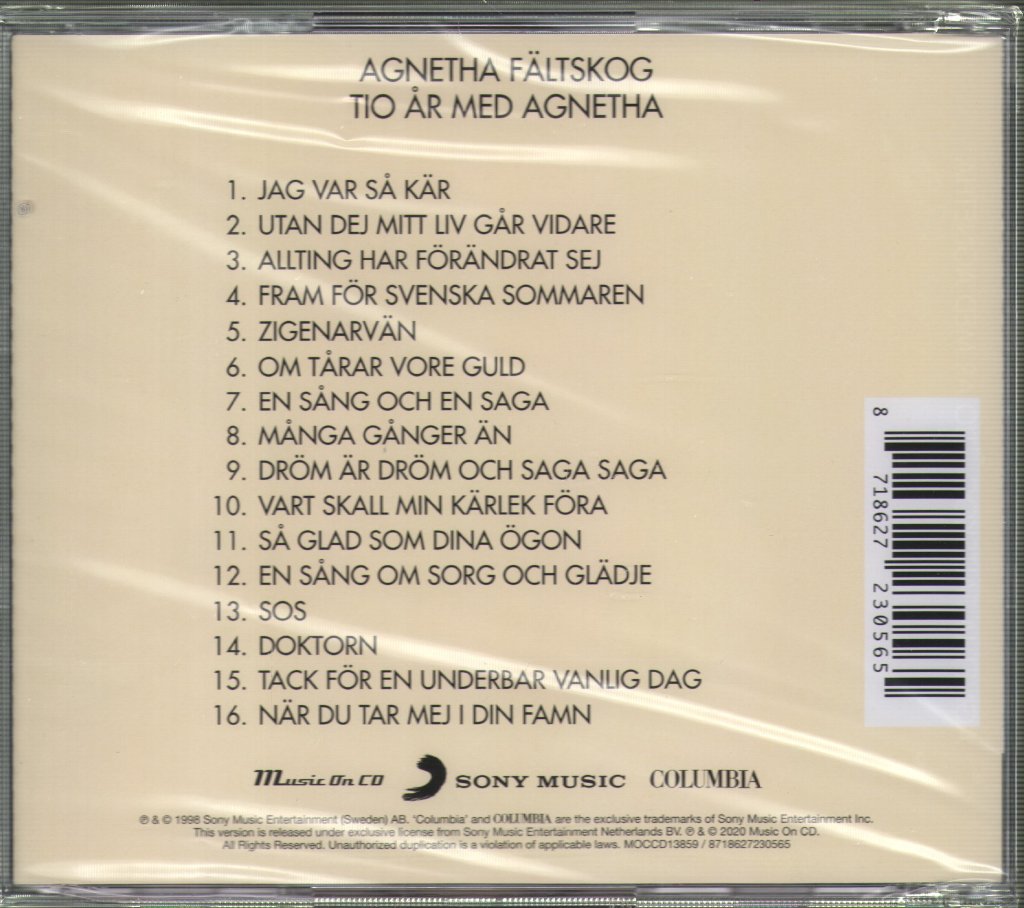 AGNETHA FÄLTSKOG
TIO ÅR MED AGNETHA
1. JAG VAR SÅ KÄR
2. UTAN DEJ MITT LIV GÅR VIDARE
3. ALLTING HAR FÖRÄNDRAT SEJ
4. FRAM FÖR SVENSKA SOMMAREN
5. ZIGENARVÄN
6. OM TÅRAR VORE GULD
7. EN SÅNG OCH EN SAGA
8. MÅNGA GÅNGER ÄN
9. DRÖM ÄR DRÖM OCH SAGA SAGA
10. VART SKALL MIN KÄRLEK FÖRA
11. SÅ GLAD SOM DINA ÖGON
12. EN SÅNG OM SORG OCH GLÄDJE
13. SOS
14. DOKTORN
15. TACK FÖR EN UNDERBAR VANLIG DAG
16. NÄR DU TAR MEJ I DIN FAMN
8 718627 230565
Music On CD SONY MUSIC COLUMBIA
℗ & © 1998 Sony Music Entertainment (Sweden) AB. 'Columbia' and COLUMBIA are the exclusive trademarks of Sony Music Entertainment Inc.
This version is released under exclusive license from Sony Music Entertainment Netherlands BV. ℗ & © 2020 Music On CD.
All Rights Reserved. Unauthorized duplication is a violation of applicable laws. MOCCD13859 / 8718627230565